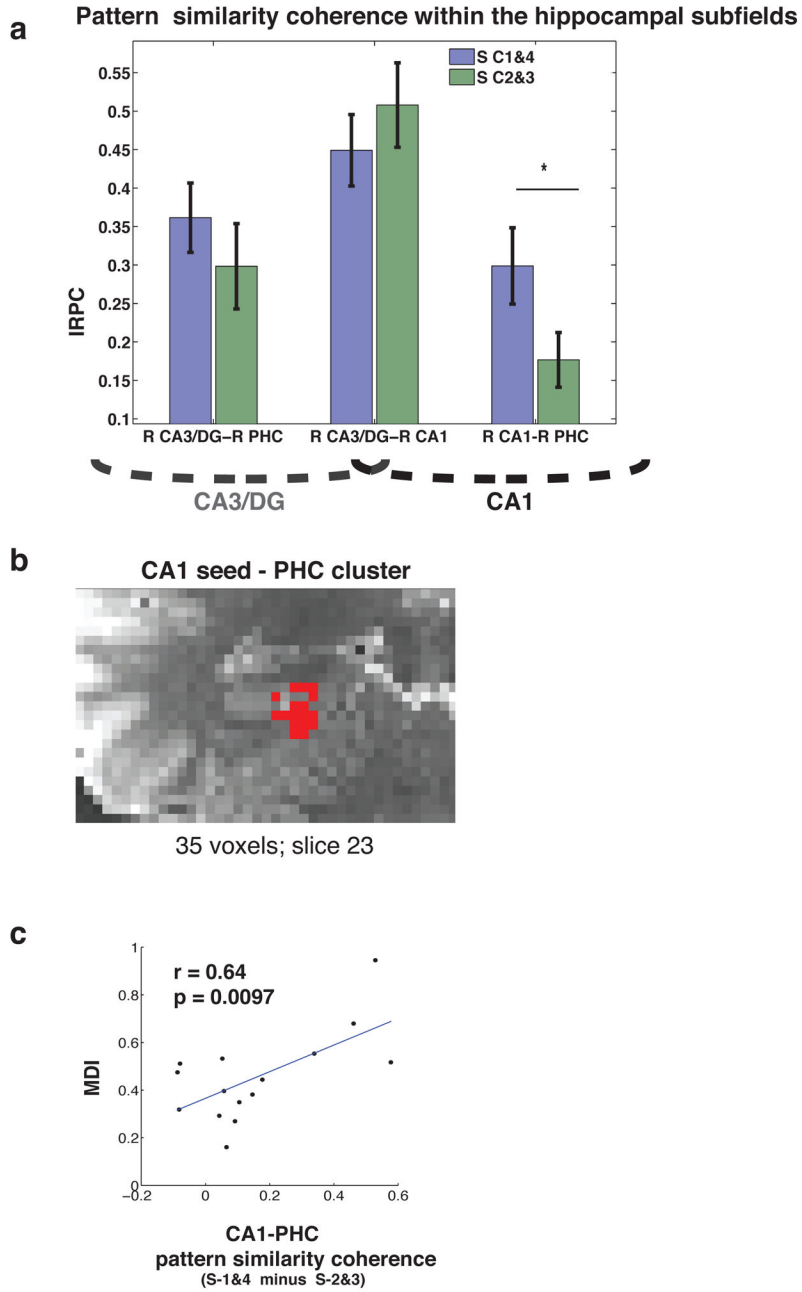 a
Pattern similarity coherence within the hippocampal subfields
S C1&4
S C2&3
0.55
0.5
0.45
0.4
0.35
0.3
0.25
0.2
0.15
0.1
*
IRPC
R CA3/DG–R PHC
R CA3/DG–R CA1
R CA1-R PHC
CA3/DG
CA1
b
CA1 seed - PHC cluster
35 voxels; slice 23
c
r = 0.64
p = 0.0097
1
0.8
0.6
0.4
0.2
0
MDI
−0.2
0
0.2
0.4
0.6
CA1-PHC
pattern similarity coherence
(S-1&4 minus S-2&3)